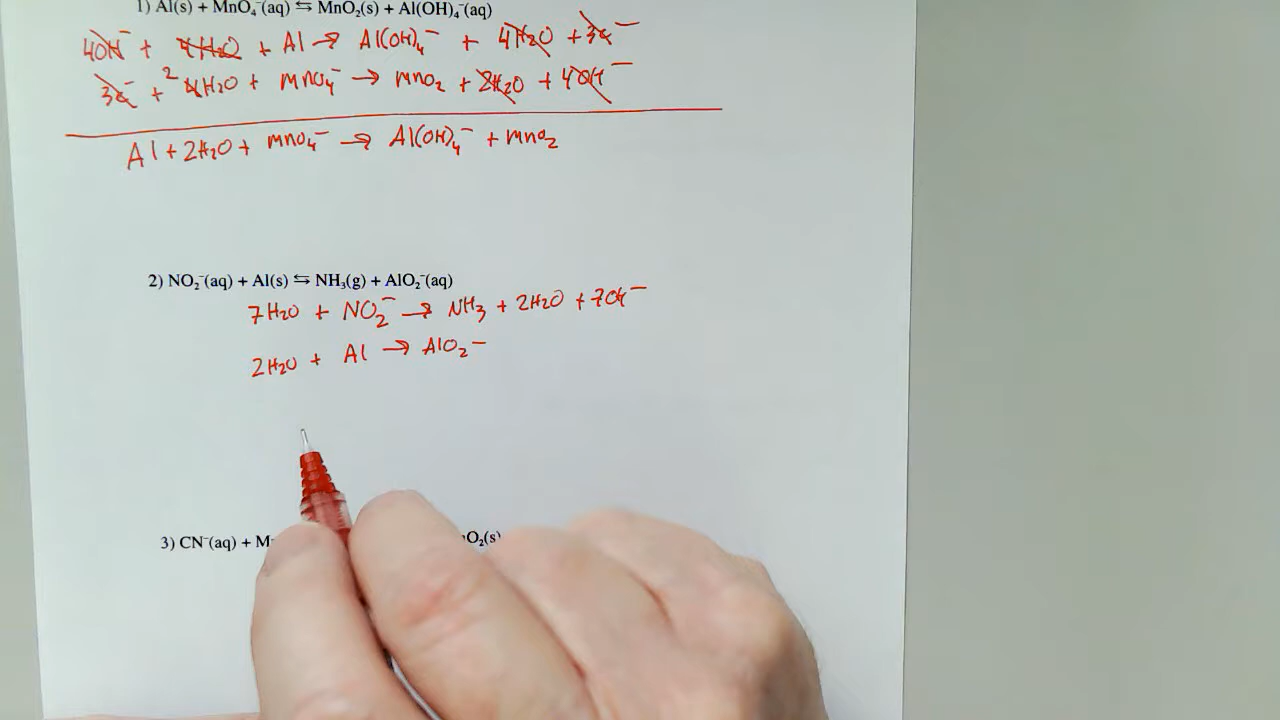 1) Al(s) + MnO₄⁻(aq) ⇆ MnO₂(s) + Al(OH)₄⁻(aq)
4OH⁻ + 4H₂O + Al → Al(OH)₄⁻ + 4H₂O + 3e⁻
3e⁻ + 2 4H₂O + MnO₄⁻ → MnO₂ + 2H₂O + 4OH⁻
Al + 2H₂O + MnO₄⁻ → Al(OH)₄⁻ + MnO₂
2) NO₂⁻(aq) + Al(s) ⇆ NH₃(g) + AlO₂⁻(aq)
7H₂O + NO₂⁻ → NH₃ + 2H₂O + 7OH⁻
2H₂O + Al → AlO₂⁻
3) CN⁻(aq) + M O₂(s)